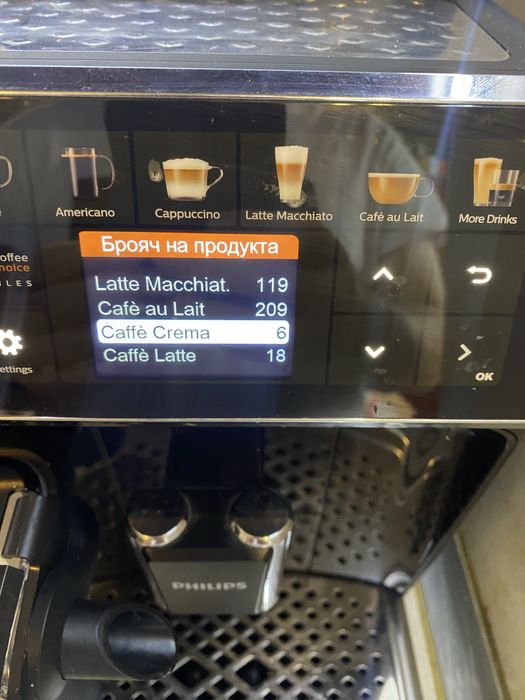 Americano
Cappuccino
Latte Macchiato
Café au Lait
More Drinks
Брояч на продукта
Latte Macchiat. 119
Cafè au Lait 209
Caffè Crema 6
Caffè Latte 18
OK
PHILIPS